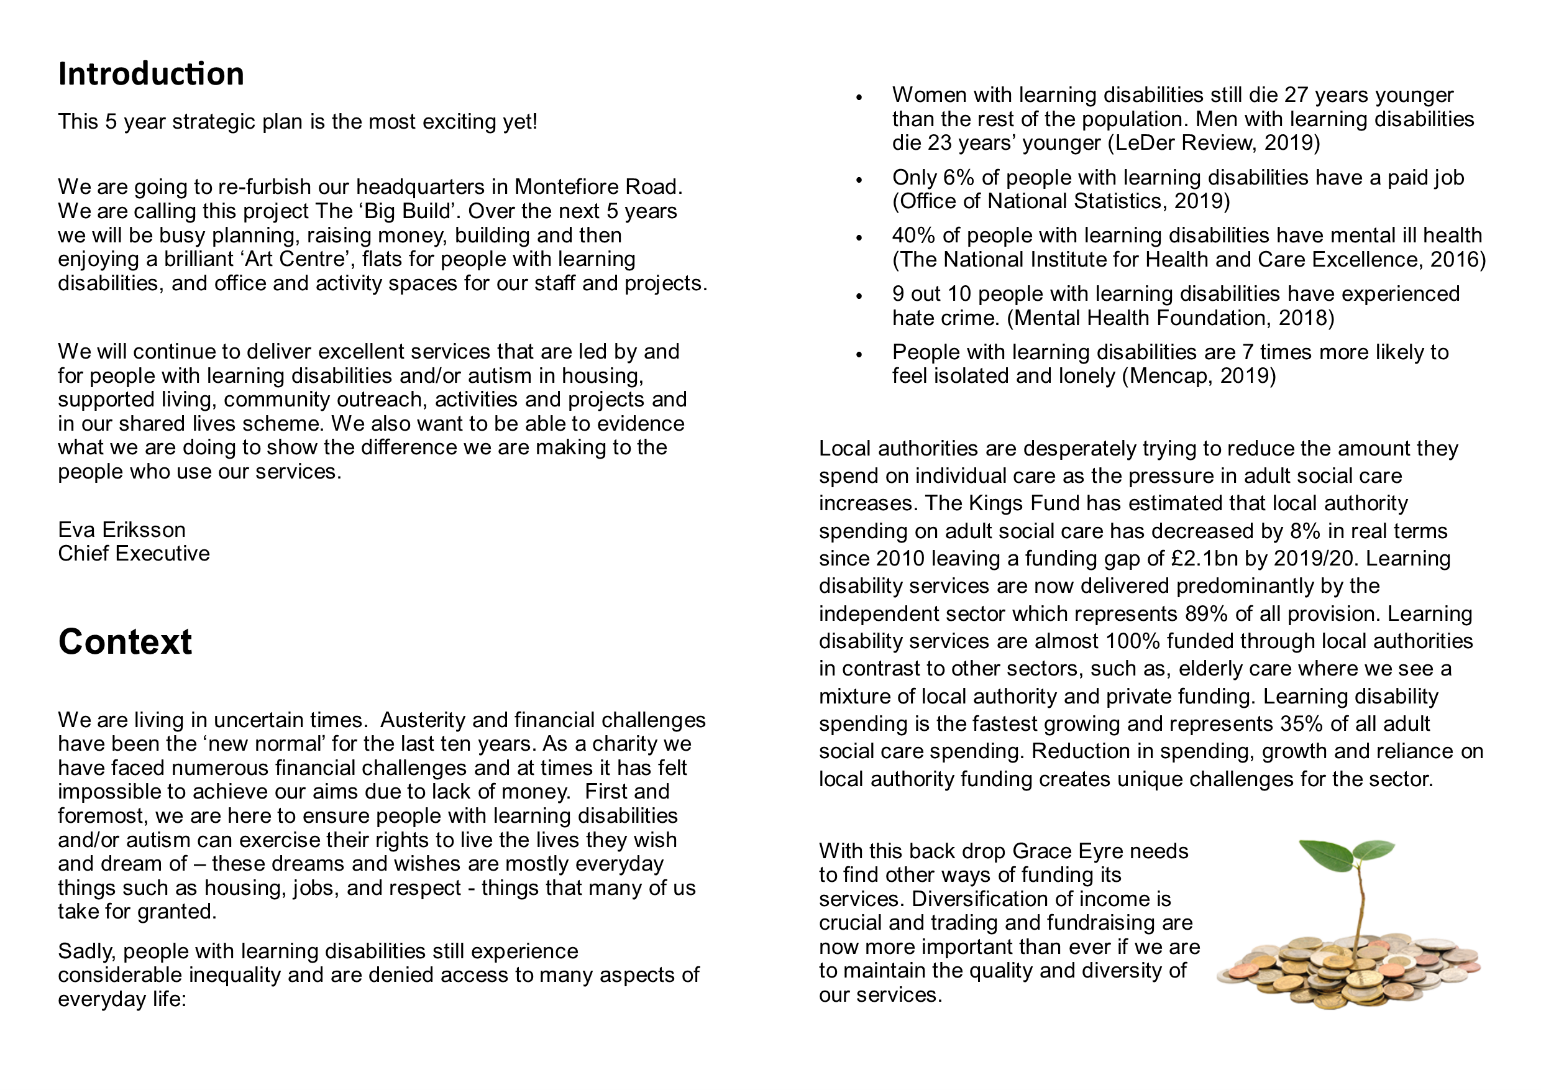 Introduction
This 5 year strategic plan is the most exciting yet!
We are going to re-furbish our headquarters in Montefiore Road.
We are calling this project The ‘Big Build’. Over the next 5 years
we will be busy planning, raising money, building and then
enjoying a brilliant ‘Art Centre’, flats for people with learning
disabilities, and office and activity spaces for our staff and projects.
We will continue to deliver excellent services that are led by and
for people with learning disabilities and/or autism in housing,
supported living, community outreach, activities and projects and
in our shared lives scheme. We also want to be able to evidence
what we are doing to show the difference we are making to the
people who use our services.
Eva Eriksson
Chief Executive
Context
We are living in uncertain times.  Austerity and financial challenges
have been the ‘new normal’ for the last ten years. As a charity we
have faced numerous financial challenges and at times it has felt
impossible to achieve our aims due to lack of money.  First and
foremost, we are here to ensure people with learning disabilities
and/or autism can exercise their rights to live the lives they wish
and dream of – these dreams and wishes are mostly everyday
things such as housing, jobs, and respect - things that many of us
take for granted.
Sadly, people with learning disabilities still experience
considerable inequality and are denied access to many aspects of
everyday life:
• Women with learning disabilities still die 27 years younger
than the rest of the population. Men with learning disabilities
die 23 years’ younger (LeDer Review, 2019)
• Only 6% of people with learning disabilities have a paid job
(Office of National Statistics, 2019)
• 40% of people with learning disabilities have mental ill health
(The National Institute for Health and Care Excellence, 2016)
• 9 out 10 people with learning disabilities have experienced
hate crime. (Mental Health Foundation, 2018)
• People with learning disabilities are 7 times more likely to
feel isolated and lonely (Mencap, 2019)
Local authorities are desperately trying to reduce the amount they
spend on individual care as the pressure in adult social care
increases. The Kings Fund has estimated that local authority
spending on adult social care has decreased by 8% in real terms
since 2010 leaving a funding gap of £2.1bn by 2019/20. Learning
disability services are now delivered predominantly by the
independent sector which represents 89% of all provision. Learning
disability services are almost 100% funded through local authorities
in contrast to other sectors, such as, elderly care where we see a
mixture of local authority and private funding. Learning disability
spending is the fastest growing and represents 35% of all adult
social care spending. Reduction in spending, growth and reliance on
local authority funding creates unique challenges for the sector.
With this back drop Grace Eyre needs
to find other ways of funding its
services. Diversification of income is
crucial and trading and fundraising are
now more important than ever if we are
to maintain the quality and diversity of
our services.